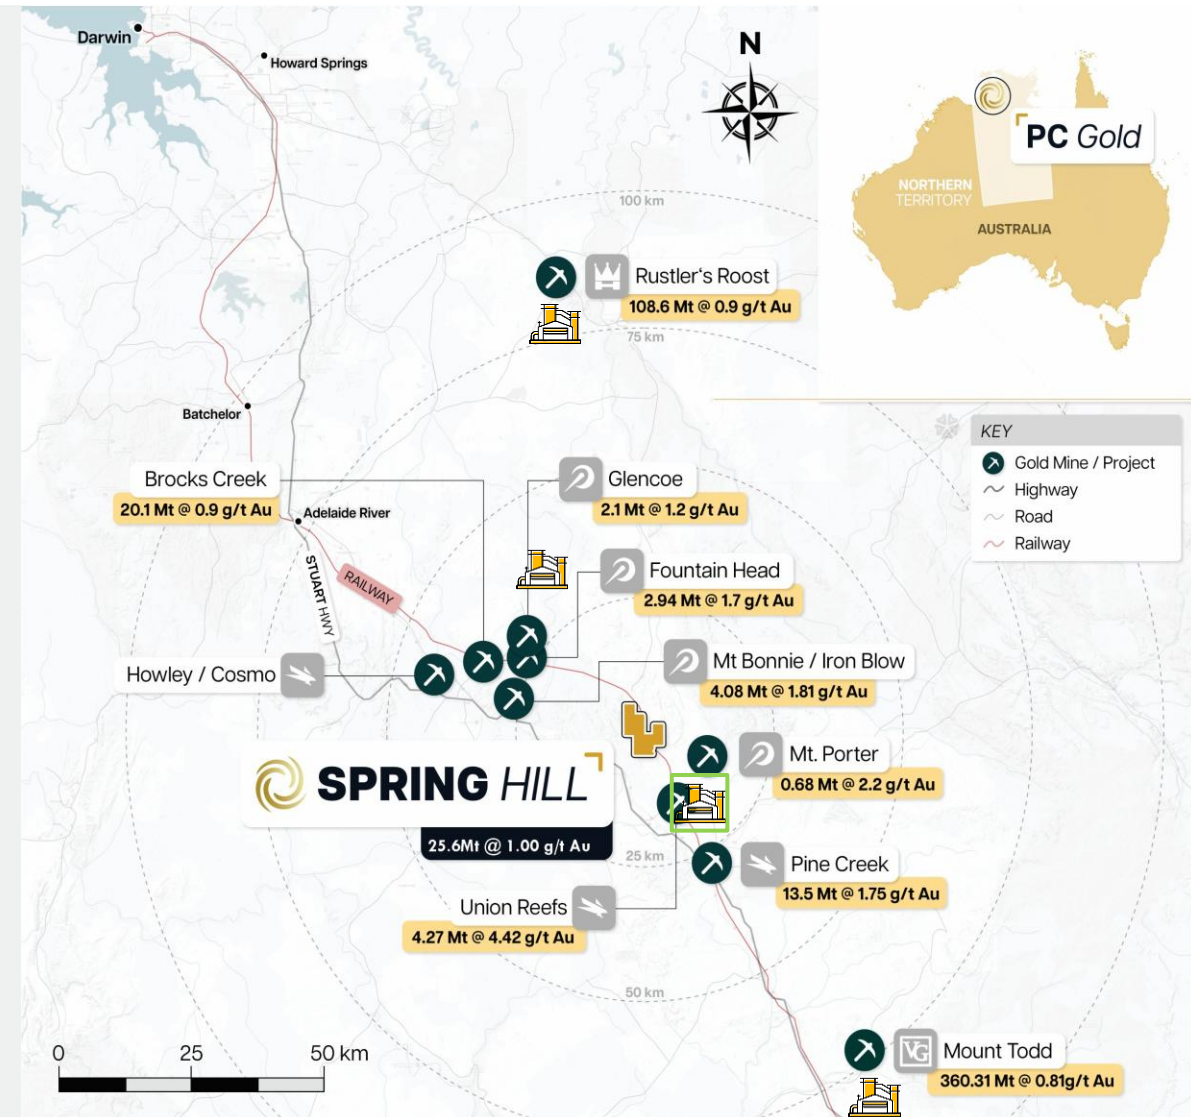 Darwin
Howard Springs
N
PC Gold
NORTHERN
TERRITORY
AUSTRALIA
100 km
Rustler's Roost
108.6 Mt @ 0.9 g/t Au
75 km
Batchelor
KEY
Gold Mine / Project
Highway
Road
Railway
Brocks Creek
20.1 Mt @ 0.9 g/t Au
Glencoe
2.1 Mt @ 1.2 g/t Au
Adelaide River
STUART HWY
RAILWAY
Fountain Head
2.94 Mt @ 1.7 g/t Au
Howley / Cosmo
Mt Bonnie / Iron Blow
4.08 Mt @ 1.81 g/t Au
SPRING HILL
25.6Mt @ 1.00 g/t Au
Mt. Porter
0.68 Mt @ 2.2 g/t Au
25 km
Pine Creek
13.5 Mt @ 1.75 g/t Au
Union Reefs
4.27 Mt @ 4.42 g/t Au
50 km
0 25 50 km
VG
Mount Todd
360.31 Mt @ 0.81g/t Au